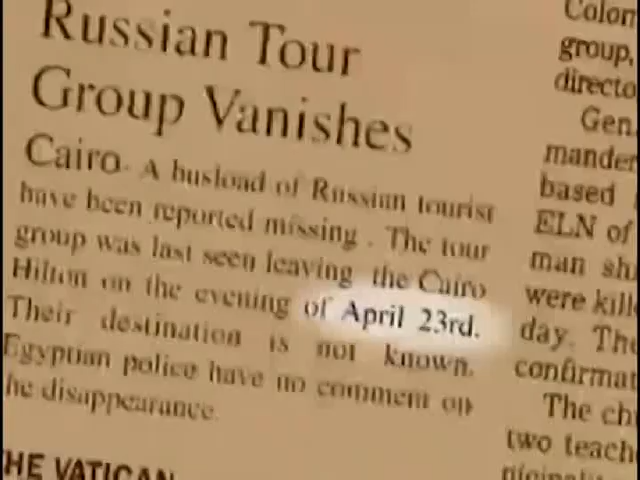 Russian Tour
Group Vanishes
Cairo- A busload of Russian tourist
have been reported missing . The tour
group was last seen leaving the Cairo
Hilton on the evening of April 23rd.
Their destination is not known.
Egyptian police have no comment on
he disappearance.
THE VATICAN
Colom
group,
directo
Gen.
mander
based
ELN of
man sh
were kill
day. The
confirmat
The ch
two teach